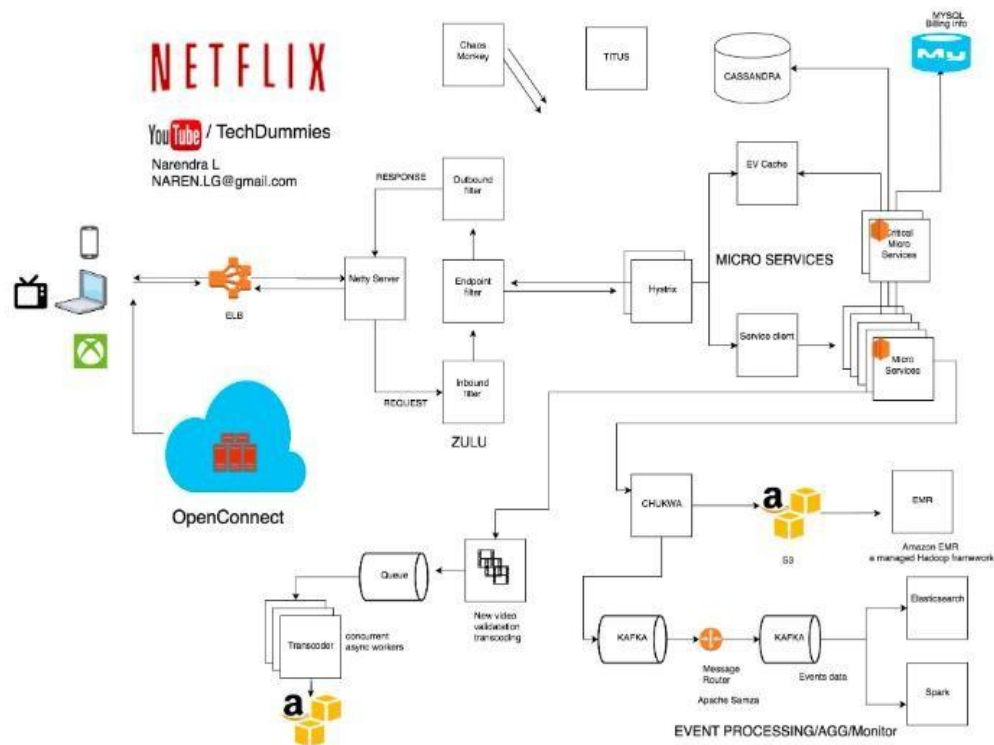 NETFLIX
YouTube / TechDummies
Narendra L
NAREN.LG@gmail.com
Chaos
Monkey
TITUS
CASSANDRA
MYSQL
Billing info
My
RESPONSE
Outbound
filter
EV Cache
Critical
Micro
Services
MICRO SERVICES
ELB
Netty Server
Endpoint
filter
Hystrix
Service client
Micro
Services
REQUEST
Inbound
filter
ZULU
OpenConnect
CHUKWA
a
S3
EMR
Amazon EMR
a managed Hadoop framework
Queue
New video
validatation
transcoding
Transcoder
concurrent
async workers
a
KAFKA
Message
Router
Apache Samza
KAFKA
Events data
Elasticsearch
Spark
EVENT PROCESSING/AGG/Monitor